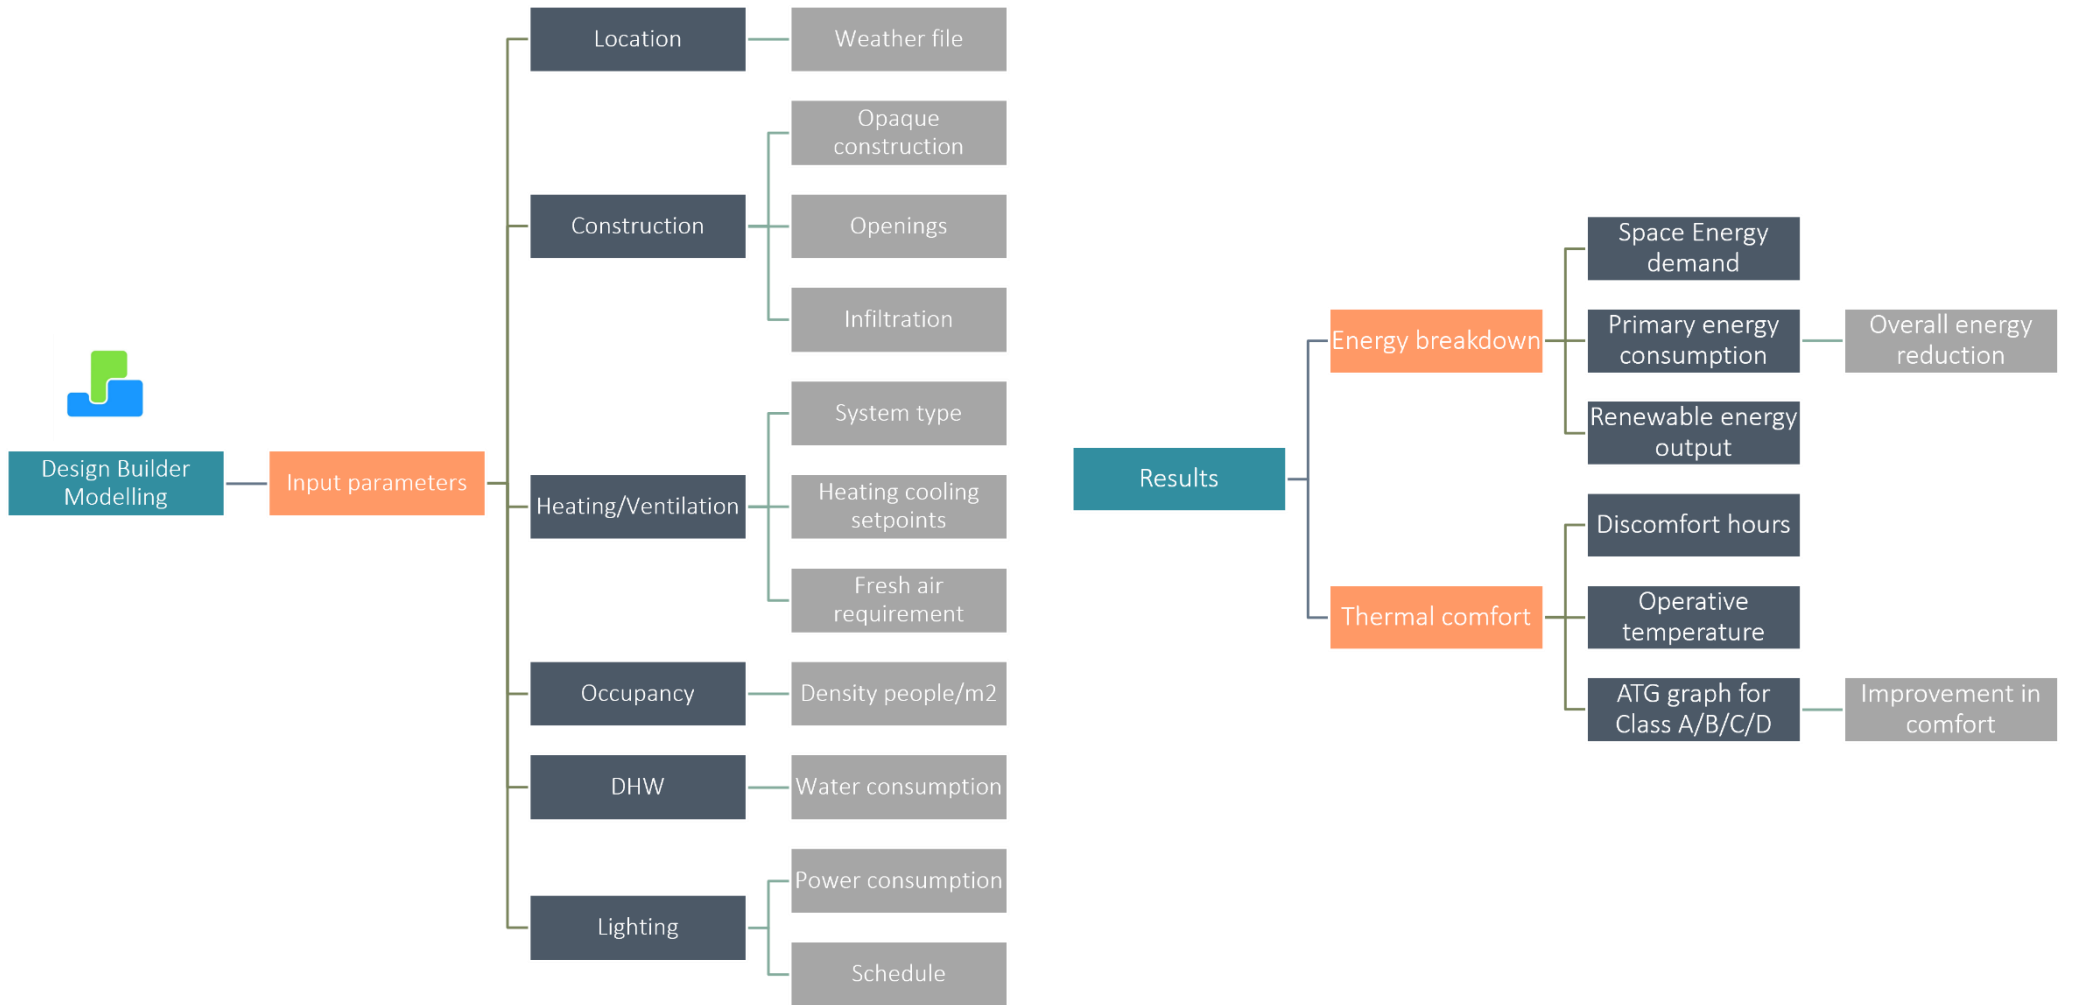 Design Builder
Modelling
Input parameters
Location
Weather file
Construction
Opaque
construction
Openings
Infiltration
Heating/Ventilation
System type
Heating cooling
setpoints
Fresh air
requirement
Occupancy
Density people/m2
DHW
Water consumption
Lighting
Power consumption
Schedule
Results
Energy breakdown
Space Energy
demand
Primary energy
consumption
Overall energy
reduction
Renewable energy
output
Thermal comfort
Discomfort hours
Operative
temperature
ATG graph for
Class A/B/C/D
Improvement in
comfort